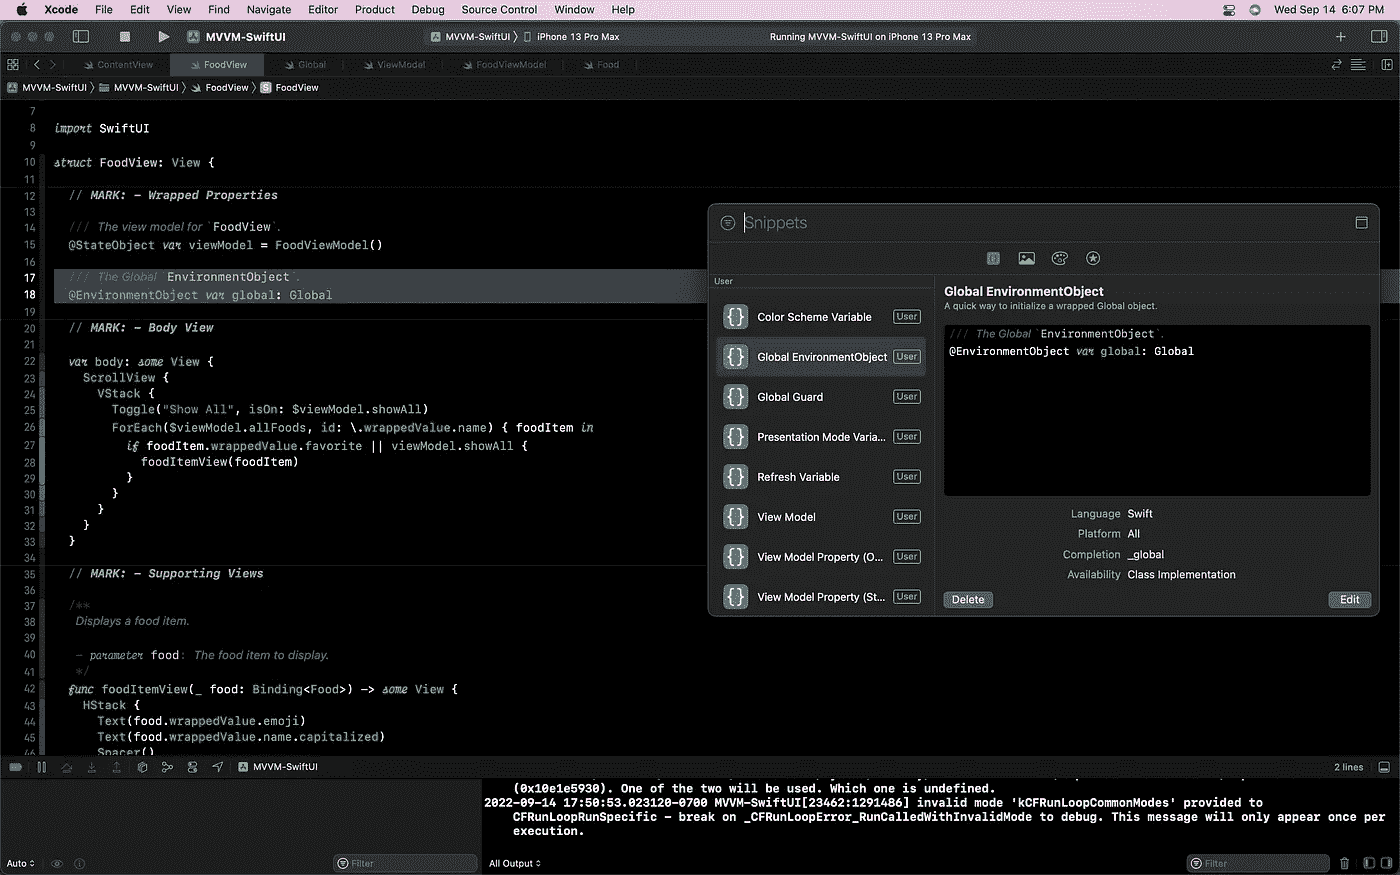 Xcode File Edit View Find Navigate Editor Product Debug Source Control Window Help Wed Sep 14 6:07 PM
MVVM-SwiftUI MVVM-SwiftUI iPhone 13 Pro Max Running MVVM-SwiftUI on iPhone 13 Pro Max
ContentView FoodView Global ViewModel FoodViewModel Food
MVVM-SwiftUI MVVM-SwiftUI FoodView FoodView
7
8 import SwiftUI
9
10 struct FoodView: View {
11
12 // MARK: - Wrapped Properties
13
14 /// The view model for `FoodView`.
15 @StateObject var viewModel = FoodViewModel()
16
17 /// The Global `EnvironmentObject`.
18 @EnvironmentObject var global: Global
19
20 // MARK: - Body View
21
22 var body: some View {
23 ScrollView {
24 VStack {
25 Toggle("Show All", isOn: $viewModel.showAll)
26 ForEach($viewModel.allFoods, id: \.wrappedValue.name) { foodItem in
27 if foodItem.wrappedValue.favorite || viewModel.showAll {
28 foodItemView(foodItem)
29 }
30 }
31 }
32 }
33 }
34
35 // MARK: - Supporting Views
36
37 /**
38 Displays a food item.
39
40 - parameter food: The food item to display.
41 */
42 func foodItemView(_ food: Binding<Food>) -> some View {
43 HStack {
44 Text(food.wrappedValue.emoji)
45 Text(food.wrappedValue.name.capitalized)
46 Spacer()
Snippets
User
Color Scheme Variable User
Global EnvironmentObject User
Global Guard User
Presentation Mode Varia... User
Refresh Variable User
View Model User
View Model Property (O... User
View Model Property (St... User
Global EnvironmentObject
A quick way to initialize a wrapped Global object.
/// The Global `EnvironmentObject`.
@EnvironmentObject var global: Global
Language Swift
Platform All
Completion _global
Availability Class Implementation
Delete Edit
MVVM-SwiftUI 2 lines
(0x10e1e5930). One of the two will be used. Which one is undefined.
2022-09-14 17:50:53.023120-0700 MVVM-SwiftUI[23462:1291486] invalid mode 'kCFRunLoopCommonModes' provided to
CFRunLoopRunSpecific - break on _CFRunLoopError_RunCalledWithInvalidMode to debug. This message will only appear once per
execution.
Auto Filter All Output Filter